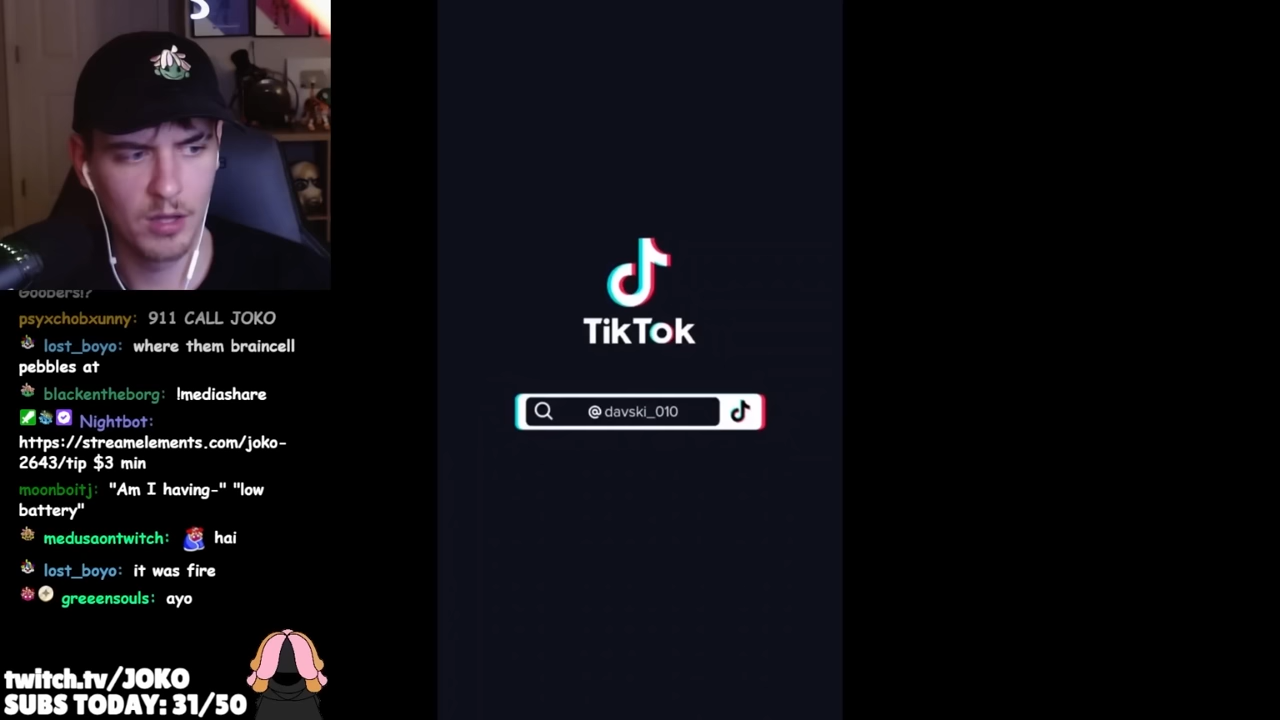 S
Goobers!?
psyxchobxunny: 911 CALL JOKO
lost_boyo: where them braincell
pebbles at
blackentheborg: !mediashare
Nightbot:
https://streamelements.com/joko-
2643/tip $3 min
moonboitj: "Am I having-" "low
battery"
medusaontwitch: hai
lost_boyo: it was fire
greeensouls: ayo
twitch.tv/JOKO
SUBS TODAY: 31/50
TikTok
@davski_010